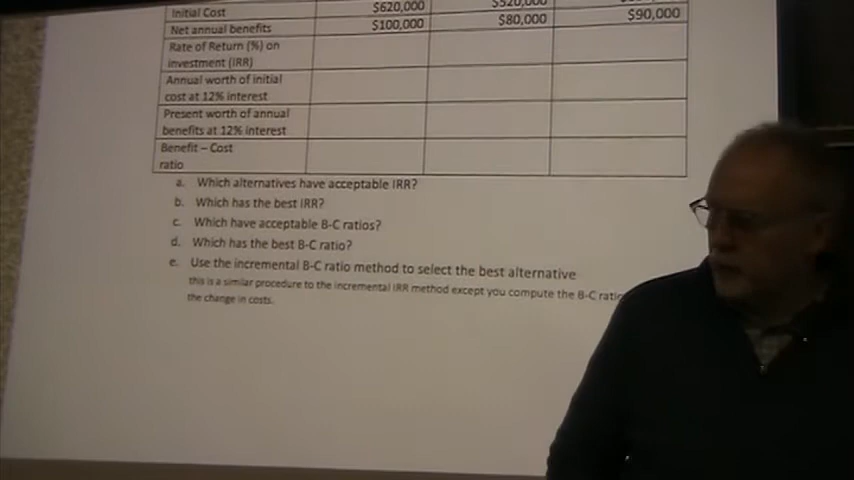 Initial Cost $620,000 $520,000
Net annual benefits $100,000 $80,000 $90,000
Rate of Return (%) on
investment (IRR)
Annual worth of initial
cost at 12% interest
Present worth of annual
benefits at 12% interest
Benefit – Cost
ratio
a. Which alternatives have acceptable IRR?
b. Which has the best IRR?
c. Which have acceptable B-C ratios?
d. Which has the best B-C ratio?
e. Use the incremental B-C ratio method to select the best alternative
this is a similar procedure to the incremental IRR method except you compute the B-C ratio
the change in costs.